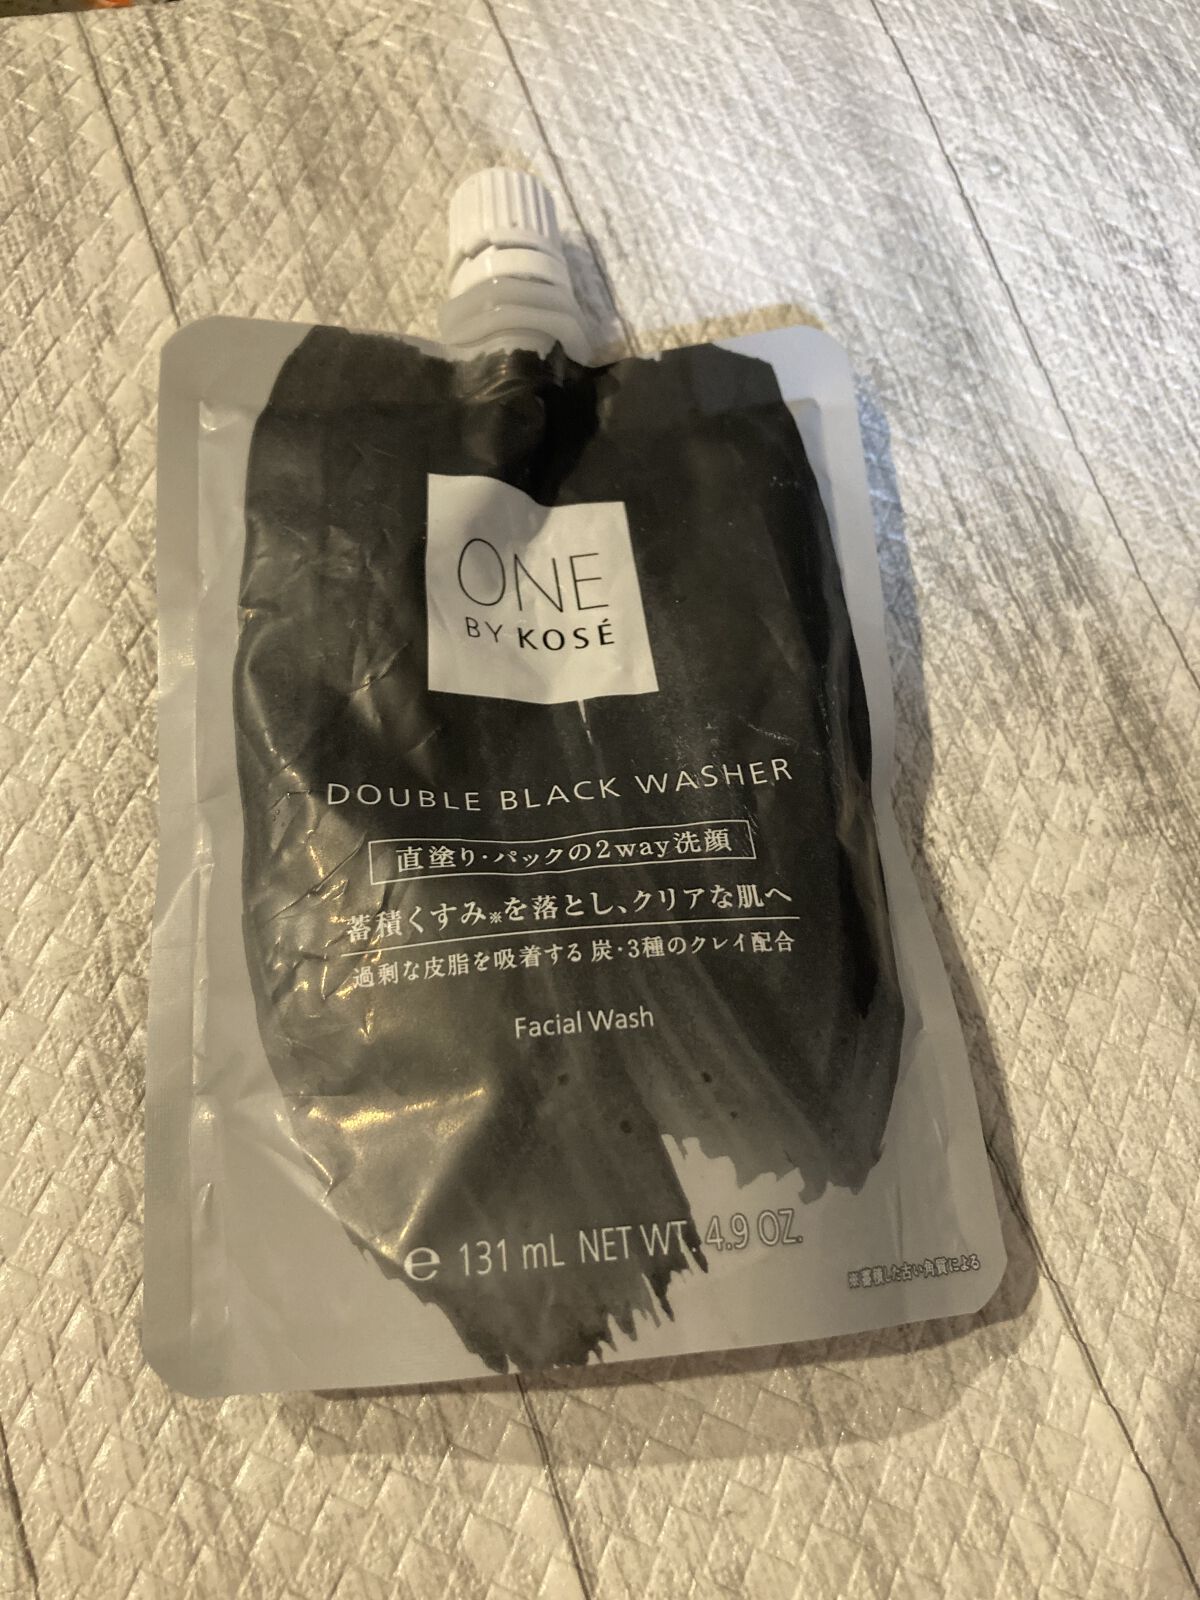 ONE
BY KOSÉ
DOUBLE BLACK WASHER
直塗り・パックの2way洗顔
蓄積くすみ※を落とし、クリアな肌へ
過剰な皮脂を吸着する 炭・3種のクレイ配合
Facial Wash
e 131 mL NET WT. 4.9 OZ.
※蓄積した古い角質による